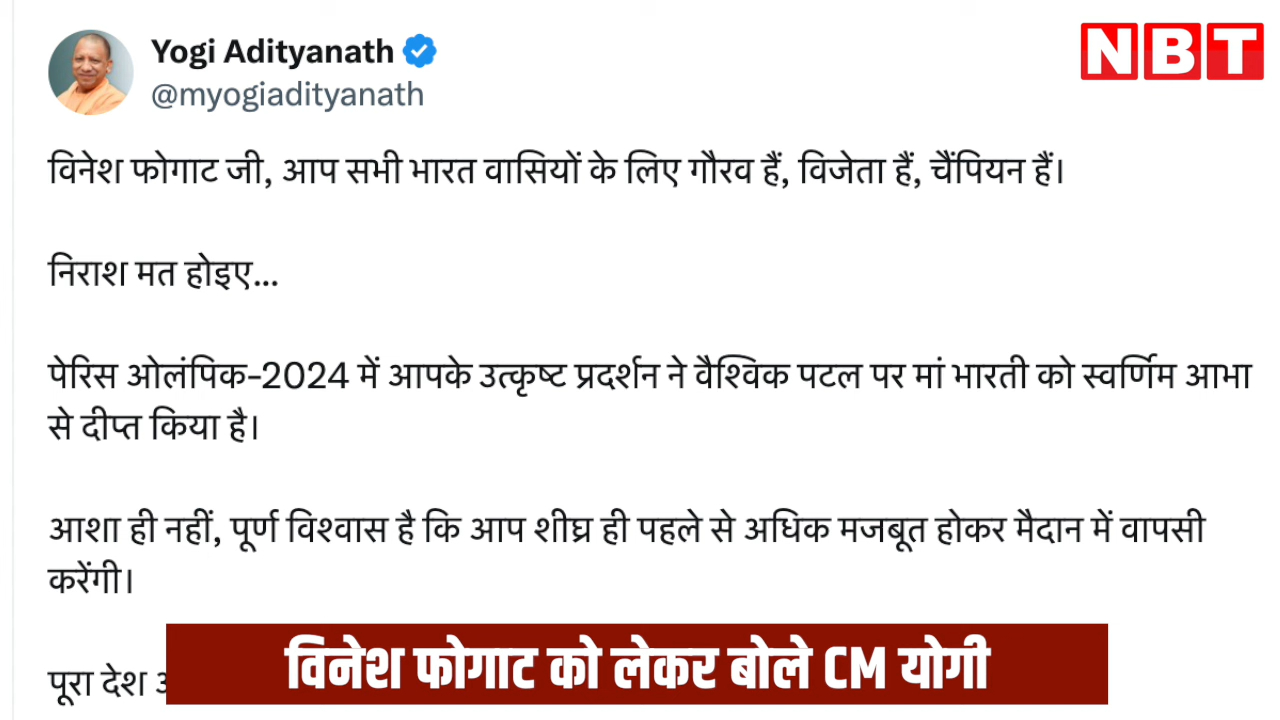 Yogi Adityanath
@myogiadityanath
NBT
विनेश फोगाट जी, आप सभी भारत वासियों के लिए गौरव हैं, विजेता हैं, चैंपियन हैं।
निराश मत होइए...
पेरिस ओलंपिक-2024 में आपके उत्कृष्ट प्रदर्शन ने वैश्विक पटल पर मां भारती को स्वर्णिम आभा
से दीप्त किया है।
आशा ही नहीं, पूर्ण विश्वास है कि आप शीघ्र ही पहले से अधिक मजबूत होकर मैदान में वापसी
करेंगी।
पूरा देश
विनेश फोगाट को लेकर बोले CM योगी